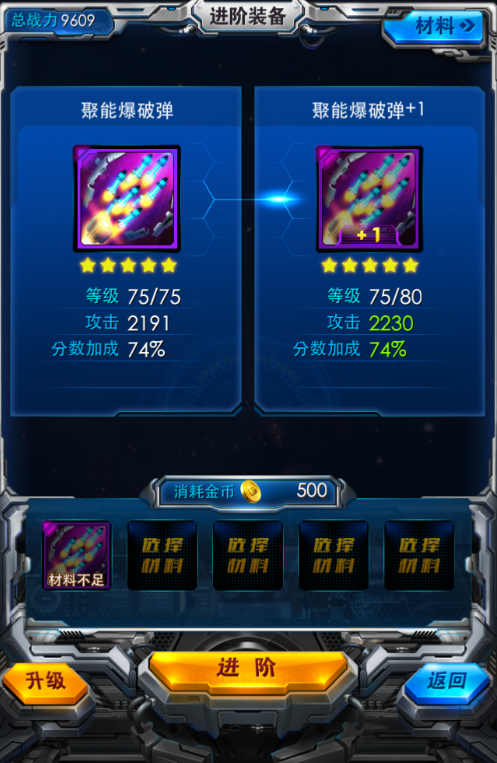 总战力 9609
进阶装备
材料
聚能爆破弹
聚能爆破弹+1
+1
等级 75/75
等级 75/80
攻击 2191
攻击 2230
分数加成 74%
分数加成 74%
消耗金币 500
材料不足
选择材料
选择材料
选择材料
选择材料
升级
进阶
返回